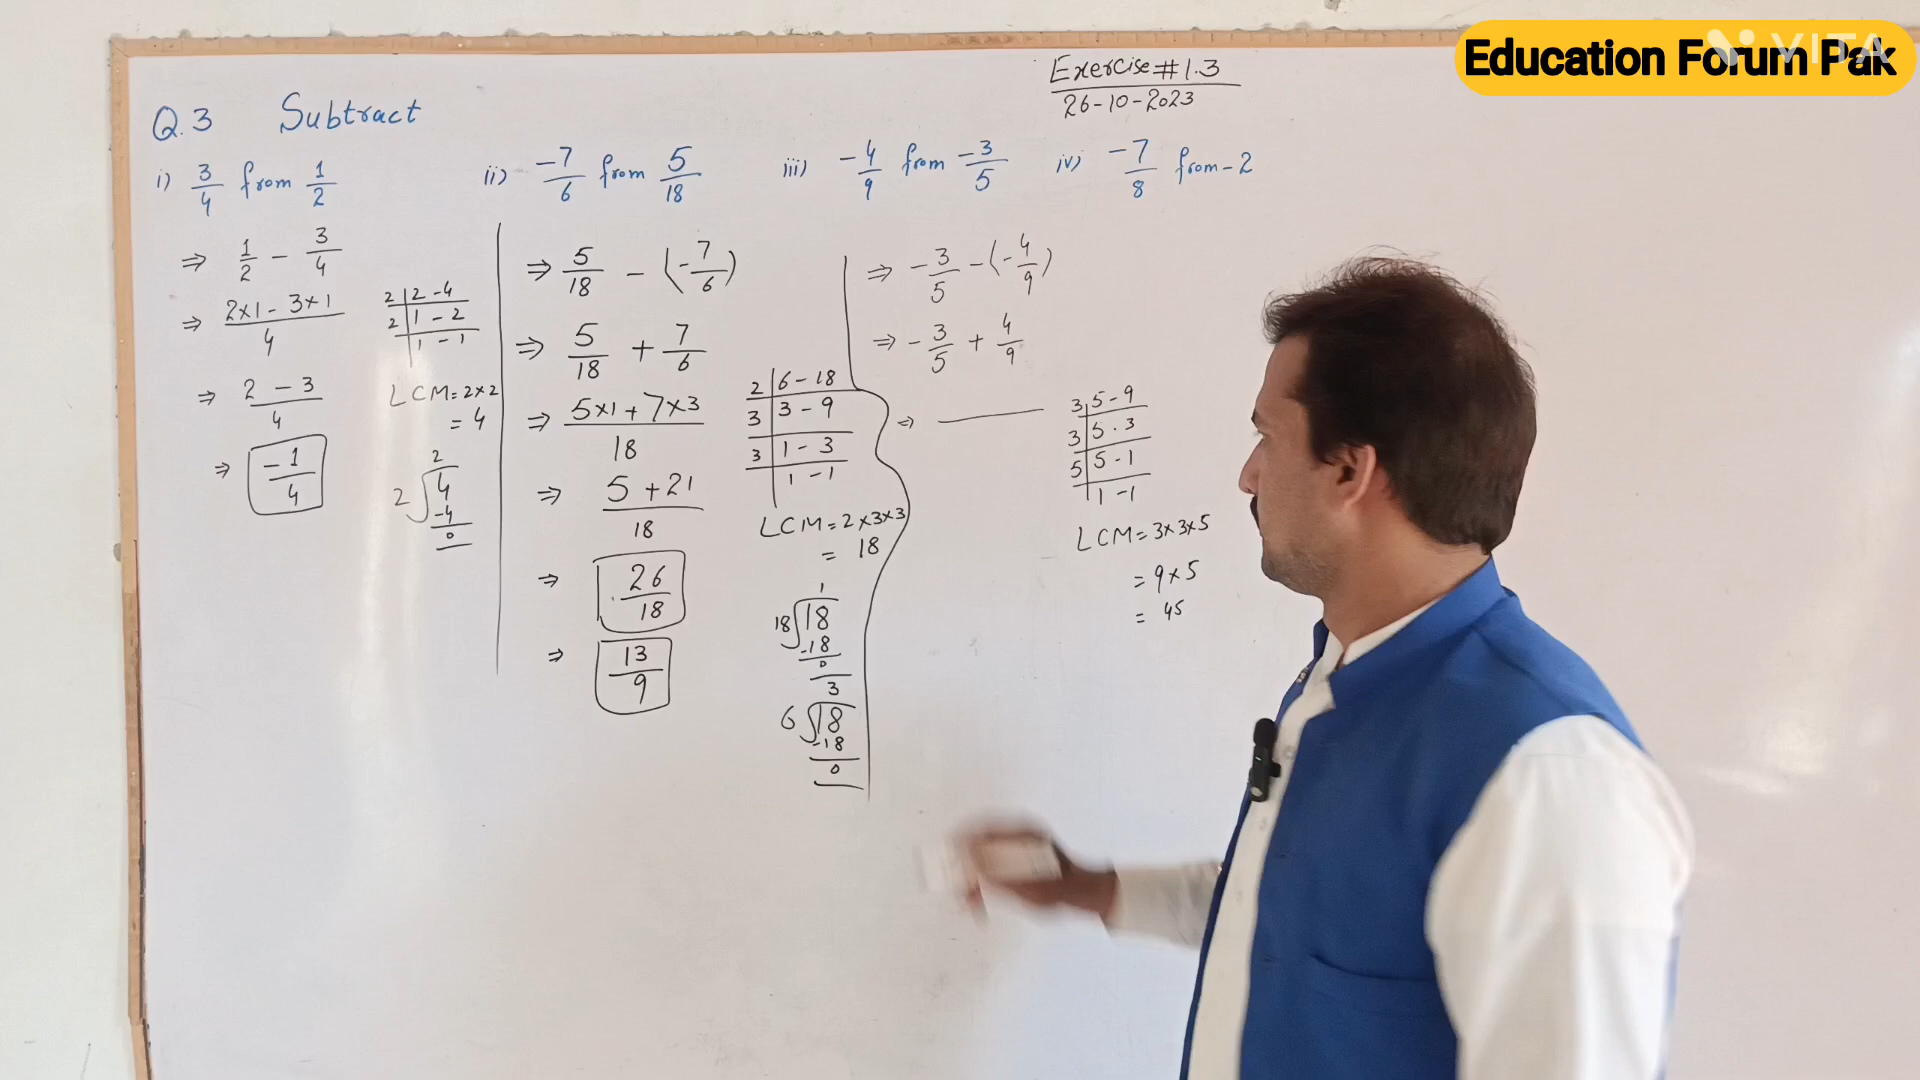 Education Forum Pak
VITA
Exercise #1.3
26-10-2023
Q.3 Subtract
i) 3/4 from 1/2
ii) -7/6 from 5/18
iii) -4/9 from -3/5
iv) -7/8 from -2
⇒ 1/2 - 3/4
⇒ 2×1 - 3×1 / 4
⇒ 2 - 3 / 4
⇒ -1/4
2 | 2 - 4
2 | 1 - 2
1 - 1
LCM = 2×2
= 4
2
2 4
-4
0
⇒ 5/18 - (-7/6)
⇒ 5/18 + 7/6
⇒ 5×1 + 7×3 / 18
⇒ 5 + 21 / 18
⇒ 26/18
⇒ 13/9
2 | 6 - 18
3 | 3 - 9
3 | 1 - 3
1 - 1
LCM = 2×3×3
= 18
1
18 18
-18
0
3
6 18
-18
0
⇒ -3/5 - (-4/9)
⇒ -3/5 + 4/9
⇒
3 | 5 - 9
3 | 5 . 3
5 | 5 - 1
1 - 1
LCM = 3×3×5
= 9×5
= 45